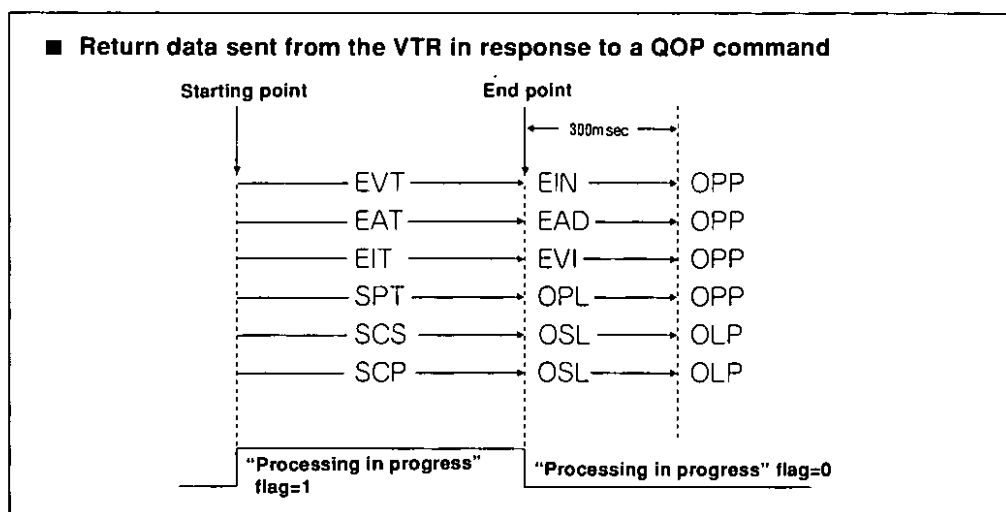 ■ Return data sent from the VTR in response to a QOP command
Starting point End point
300msec
EVT EIN OPP
EAT EAD OPP
EIT EVI OPP
SPT OPL OPP
SCS OSL OLP
SCP OSL OLP
"Processing in progress" "Processing in progress" flag=0
flag=1